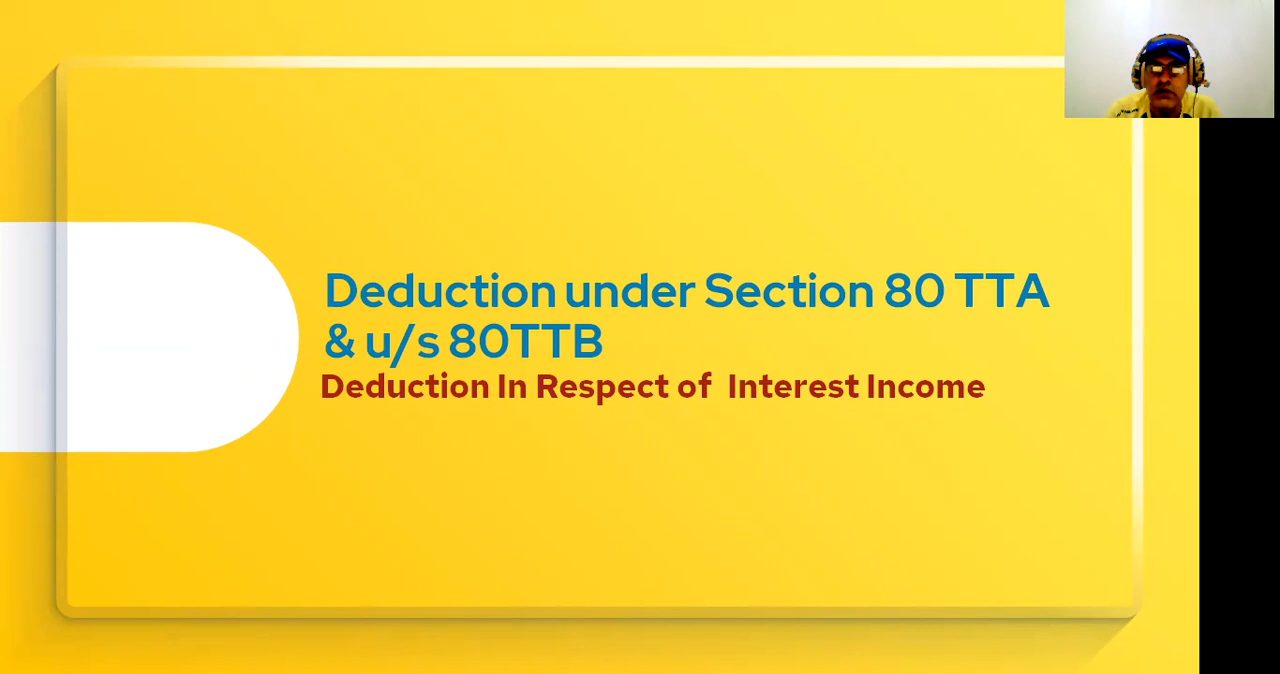 Deduction under Section 80 TTA
& u/s 80TTB
Deduction In Respect of Interest Income